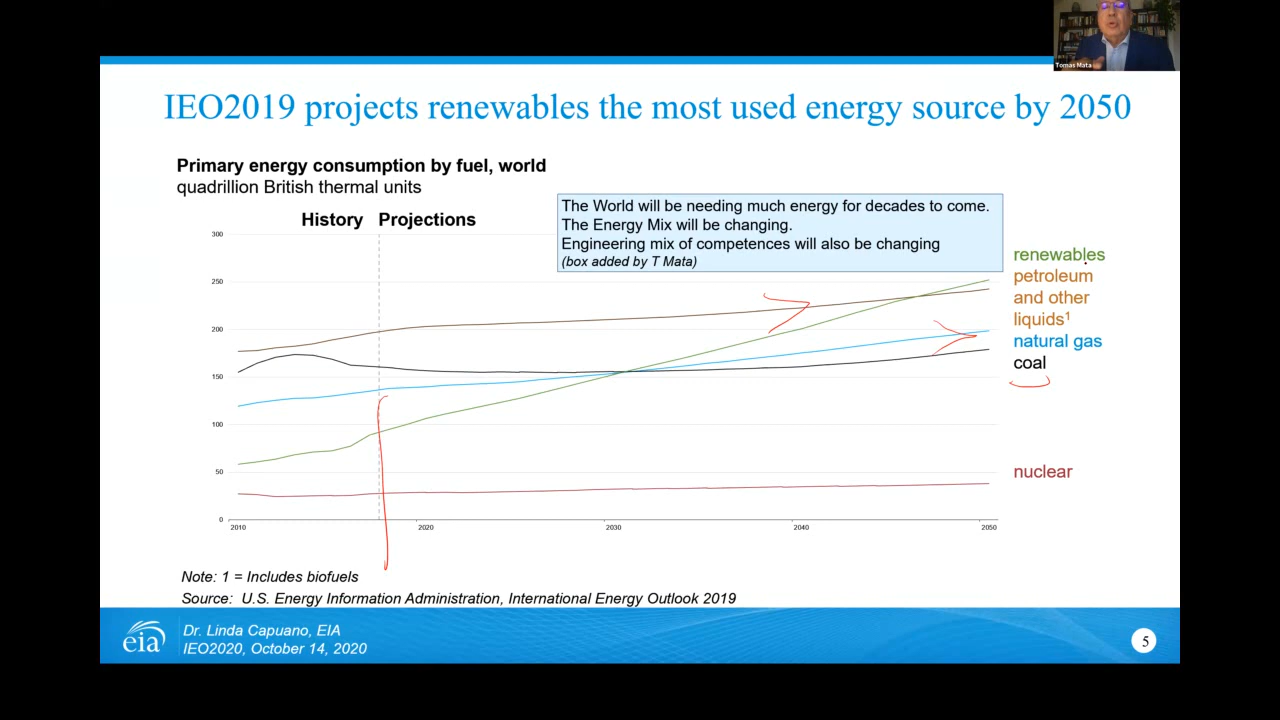 Tomas Mata
IEO2019 projects renewables the most used energy source by 2050
Primary energy consumption by fuel, world
quadrillion British thermal units
History Projections
The World will be needing much energy for decades to come.
The Energy Mix will be changing.
Engineering mix of competences will also be changing
(box added by T Mata)
300
250
200
150
100
50
0
2010 2020 2030 2040 2050
renewables
petroleum
and other
liquids¹
natural gas
coal
nuclear
Note: 1 = Includes biofuels
Source: U.S. Energy Information Administration, International Energy Outlook 2019
eia
Dr. Linda Capuano, EIA
IEO2020, October 14, 2020
5